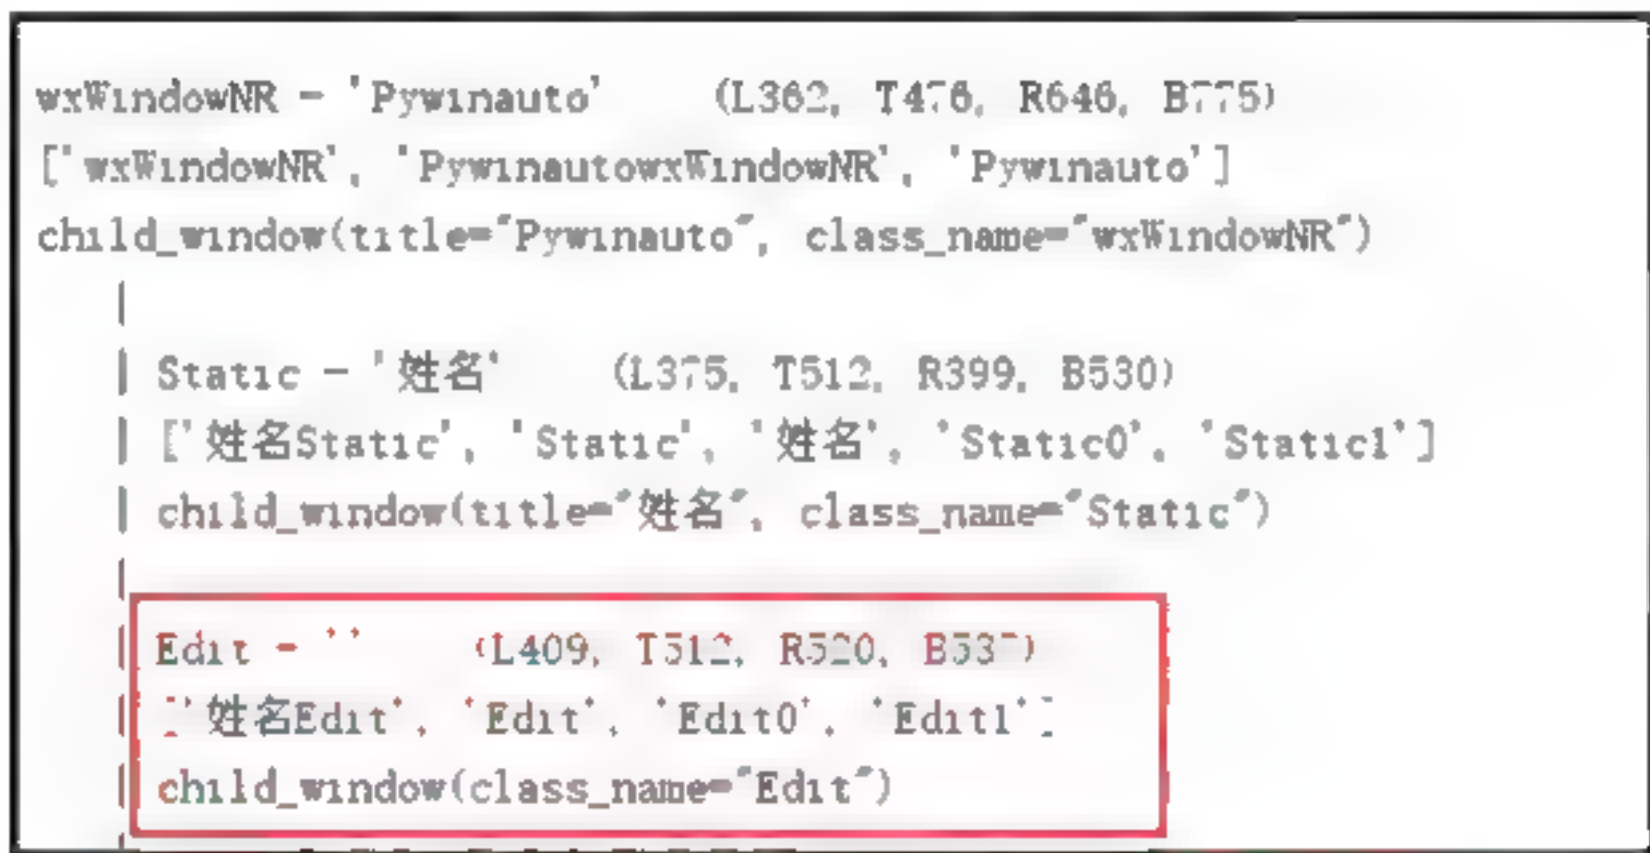 wxWindowNR - 'Pywinauto'    (L362, T476, R646, B775)
['wxWindowNR', 'PywinautowxWindowNR', 'Pywinauto']
child_window(title="Pywinauto", class_name="wxWindowNR")
|
| Static - '姓名'    (L375, T512, R399, B530)
| ['姓名Static', 'Static', '姓名', 'Static0', 'Static1']
| child_window(title="姓名", class_name="Static")
|
| Edit - ''    (L409, T512, R520,
| ['姓名Edit', 'Edit', 'Edit0', 'Edit1']
| child_window(class_name="Edit")
|